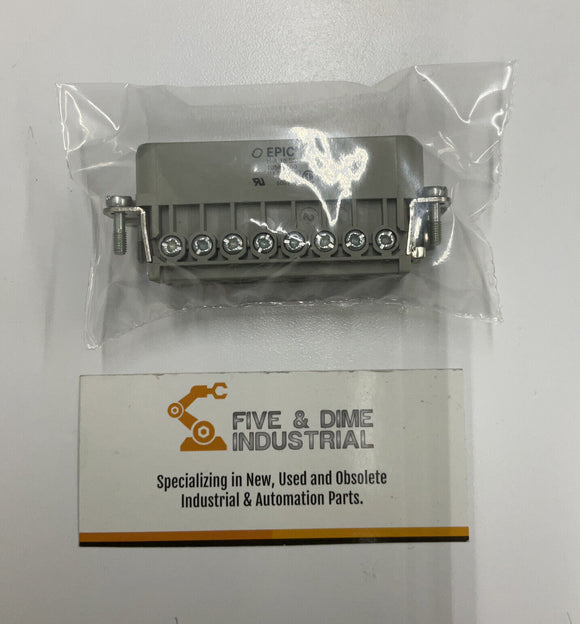 EPIC
FIVE & DIME
INDUSTRIAL
Specializing in New, Used and Obsolete
Industrial & Automation Parts.